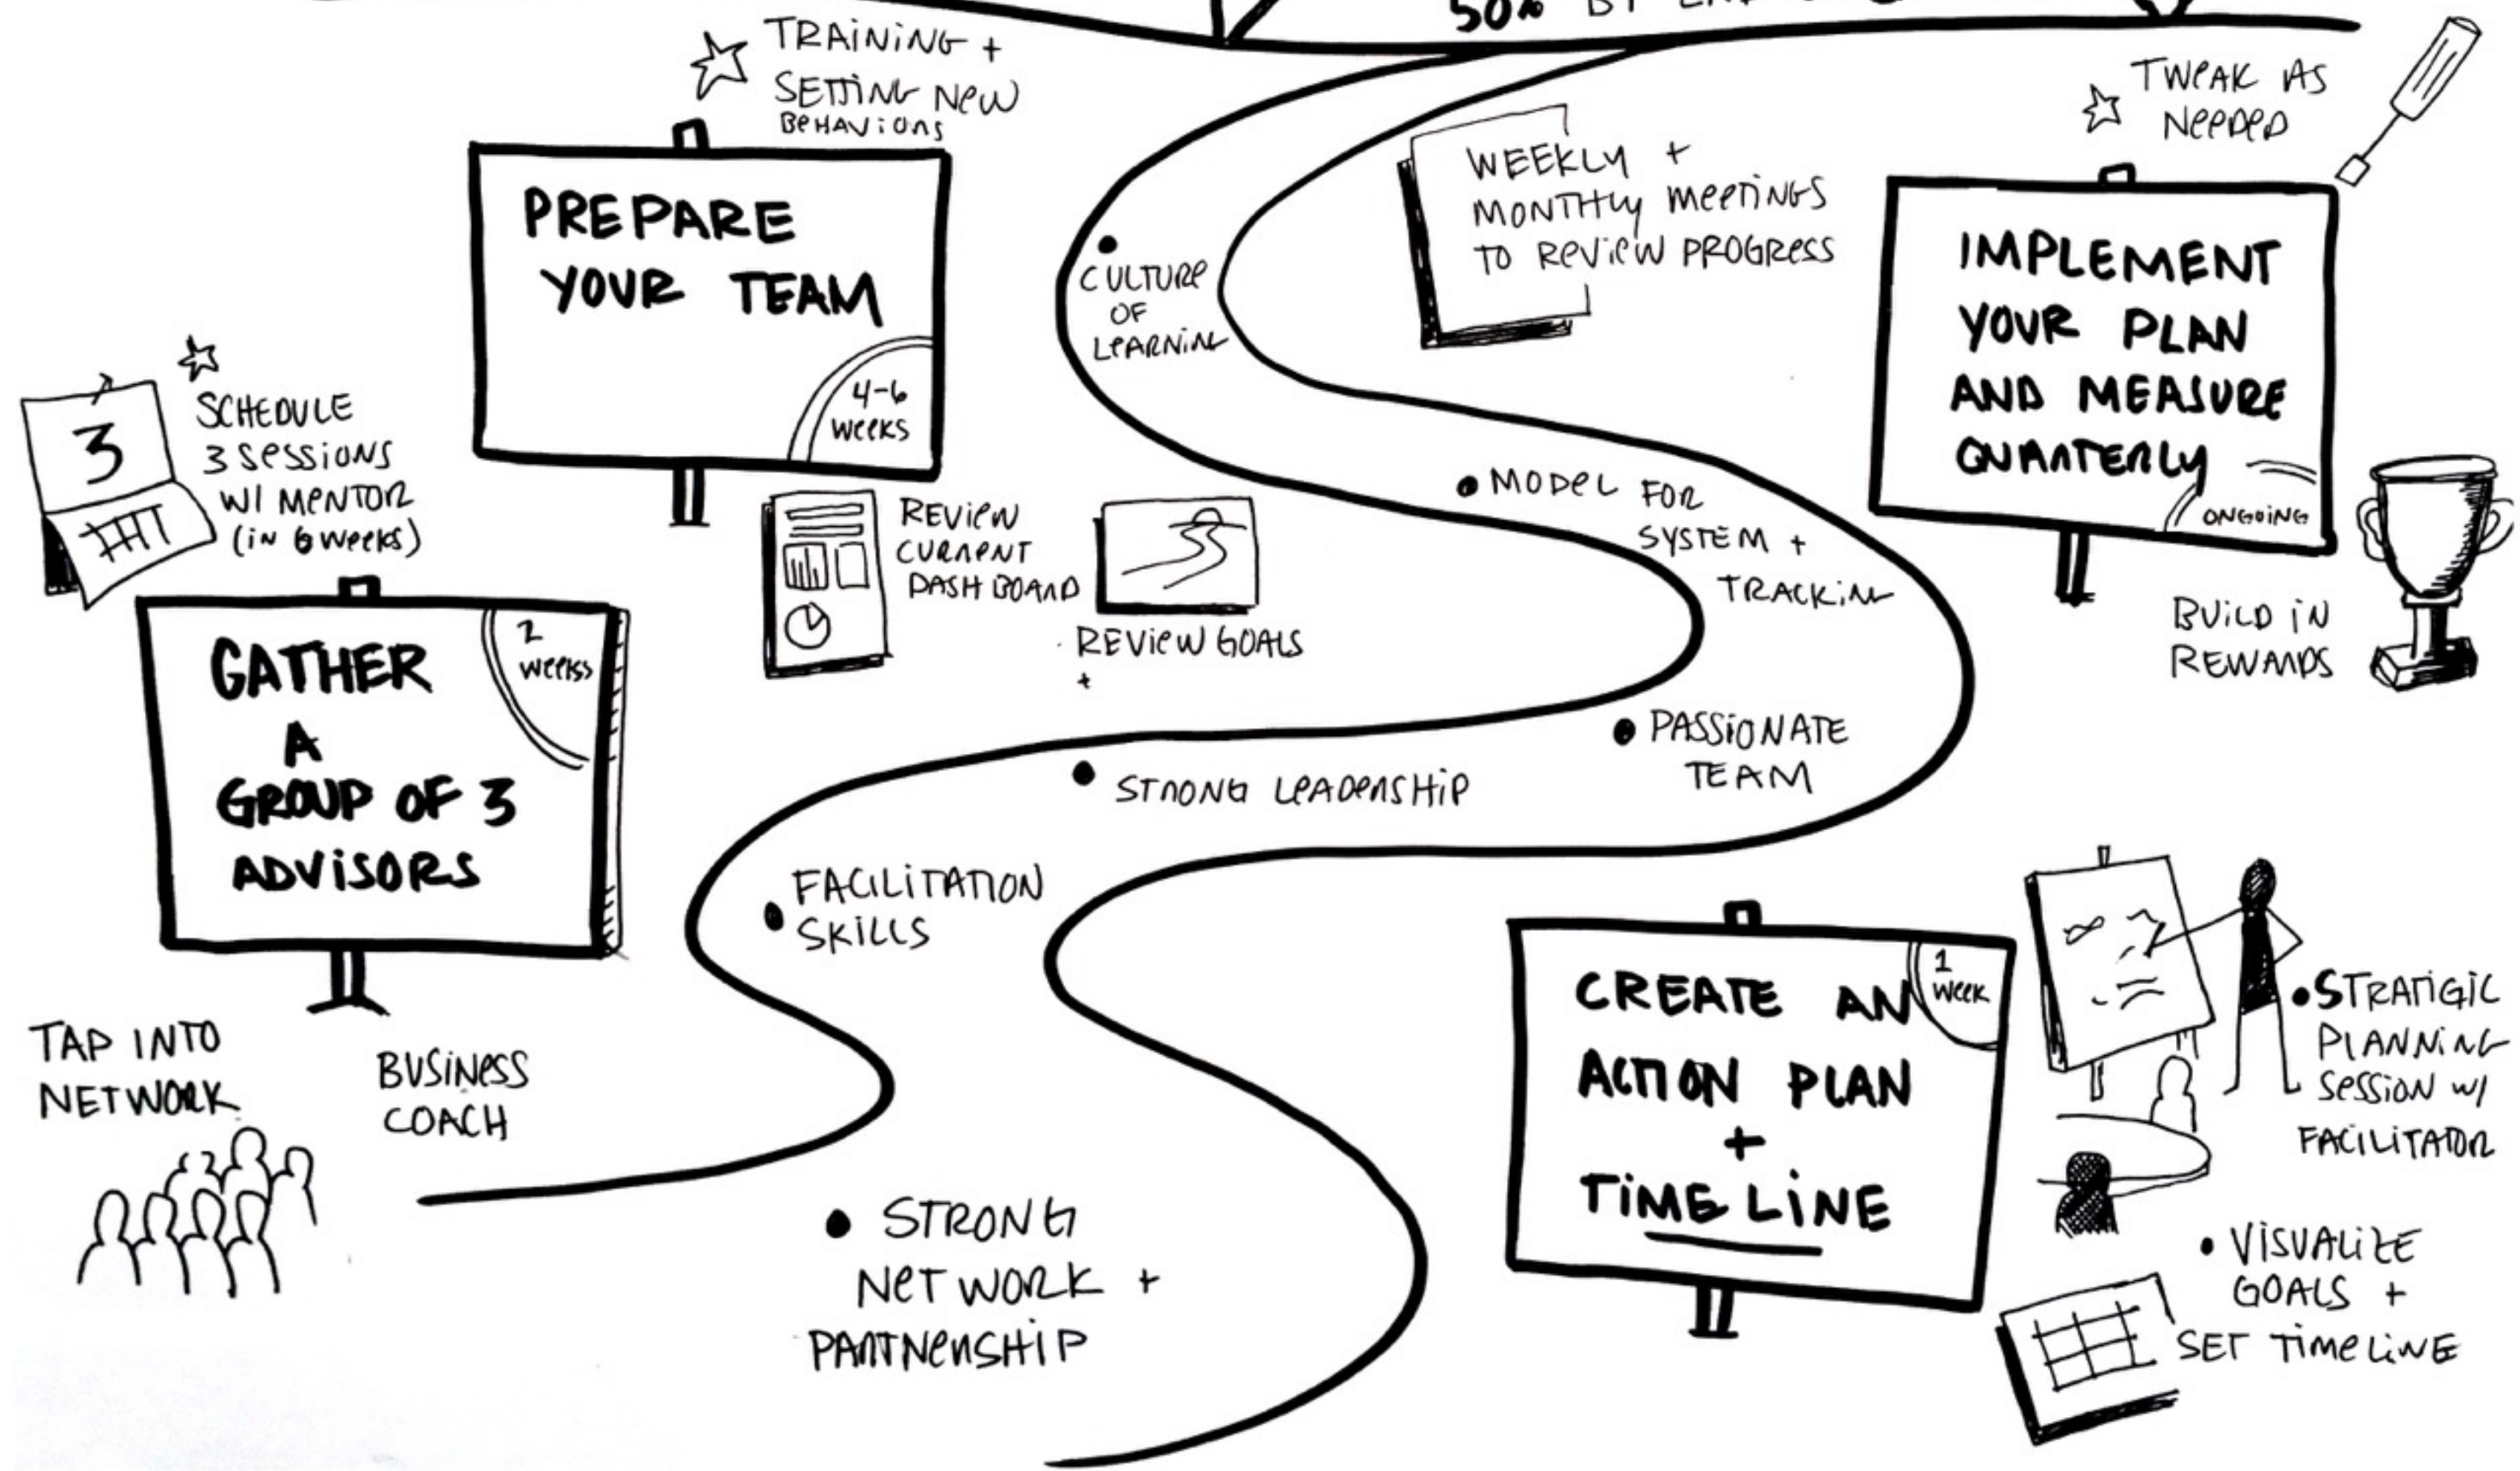 50% BY
TRAINING +
SETTING NEW
BEHAVIORS
PREPARE
YOUR TEAM
4-6
WEEKS
TWEAK AS
NEEDED
WEEKLY +
MONTHLY MEETINGS
TO REVIEW PROGRESS
IMPLEMENT
YOUR PLAN
AND MEASURE
QUARTERLY
ONGOING
BUILD IN
REWARDS
CULTURE
OF
LEARNING
3
SCHEDULE
3 SESSIONS
W/ MENTOR
(IN 6 WEEKS)
REVIEW
CURRENT
DASHBOARD
REVIEW GOALS
+
MODEL FOR
SYSTEM +
TRACKING
GATHER
A
GROUP OF 3
ADVISORS
2
WEEKS
• PASSIONATE
TEAM
• STRONG LEADERSHIP
• FACILITATION
SKILLS
TAP INTO
NETWORK
BUSINESS
COACH
• STRONG
NETWORK +
PARTNERSHIP
CREATE AN
ACTION PLAN
+
TIMELINE
1
WEEK
• STRATIGIC
PLANNING
SESSION W/
FACILITATOR
• VISUALIZE
GOALS +
SET TIMELINE